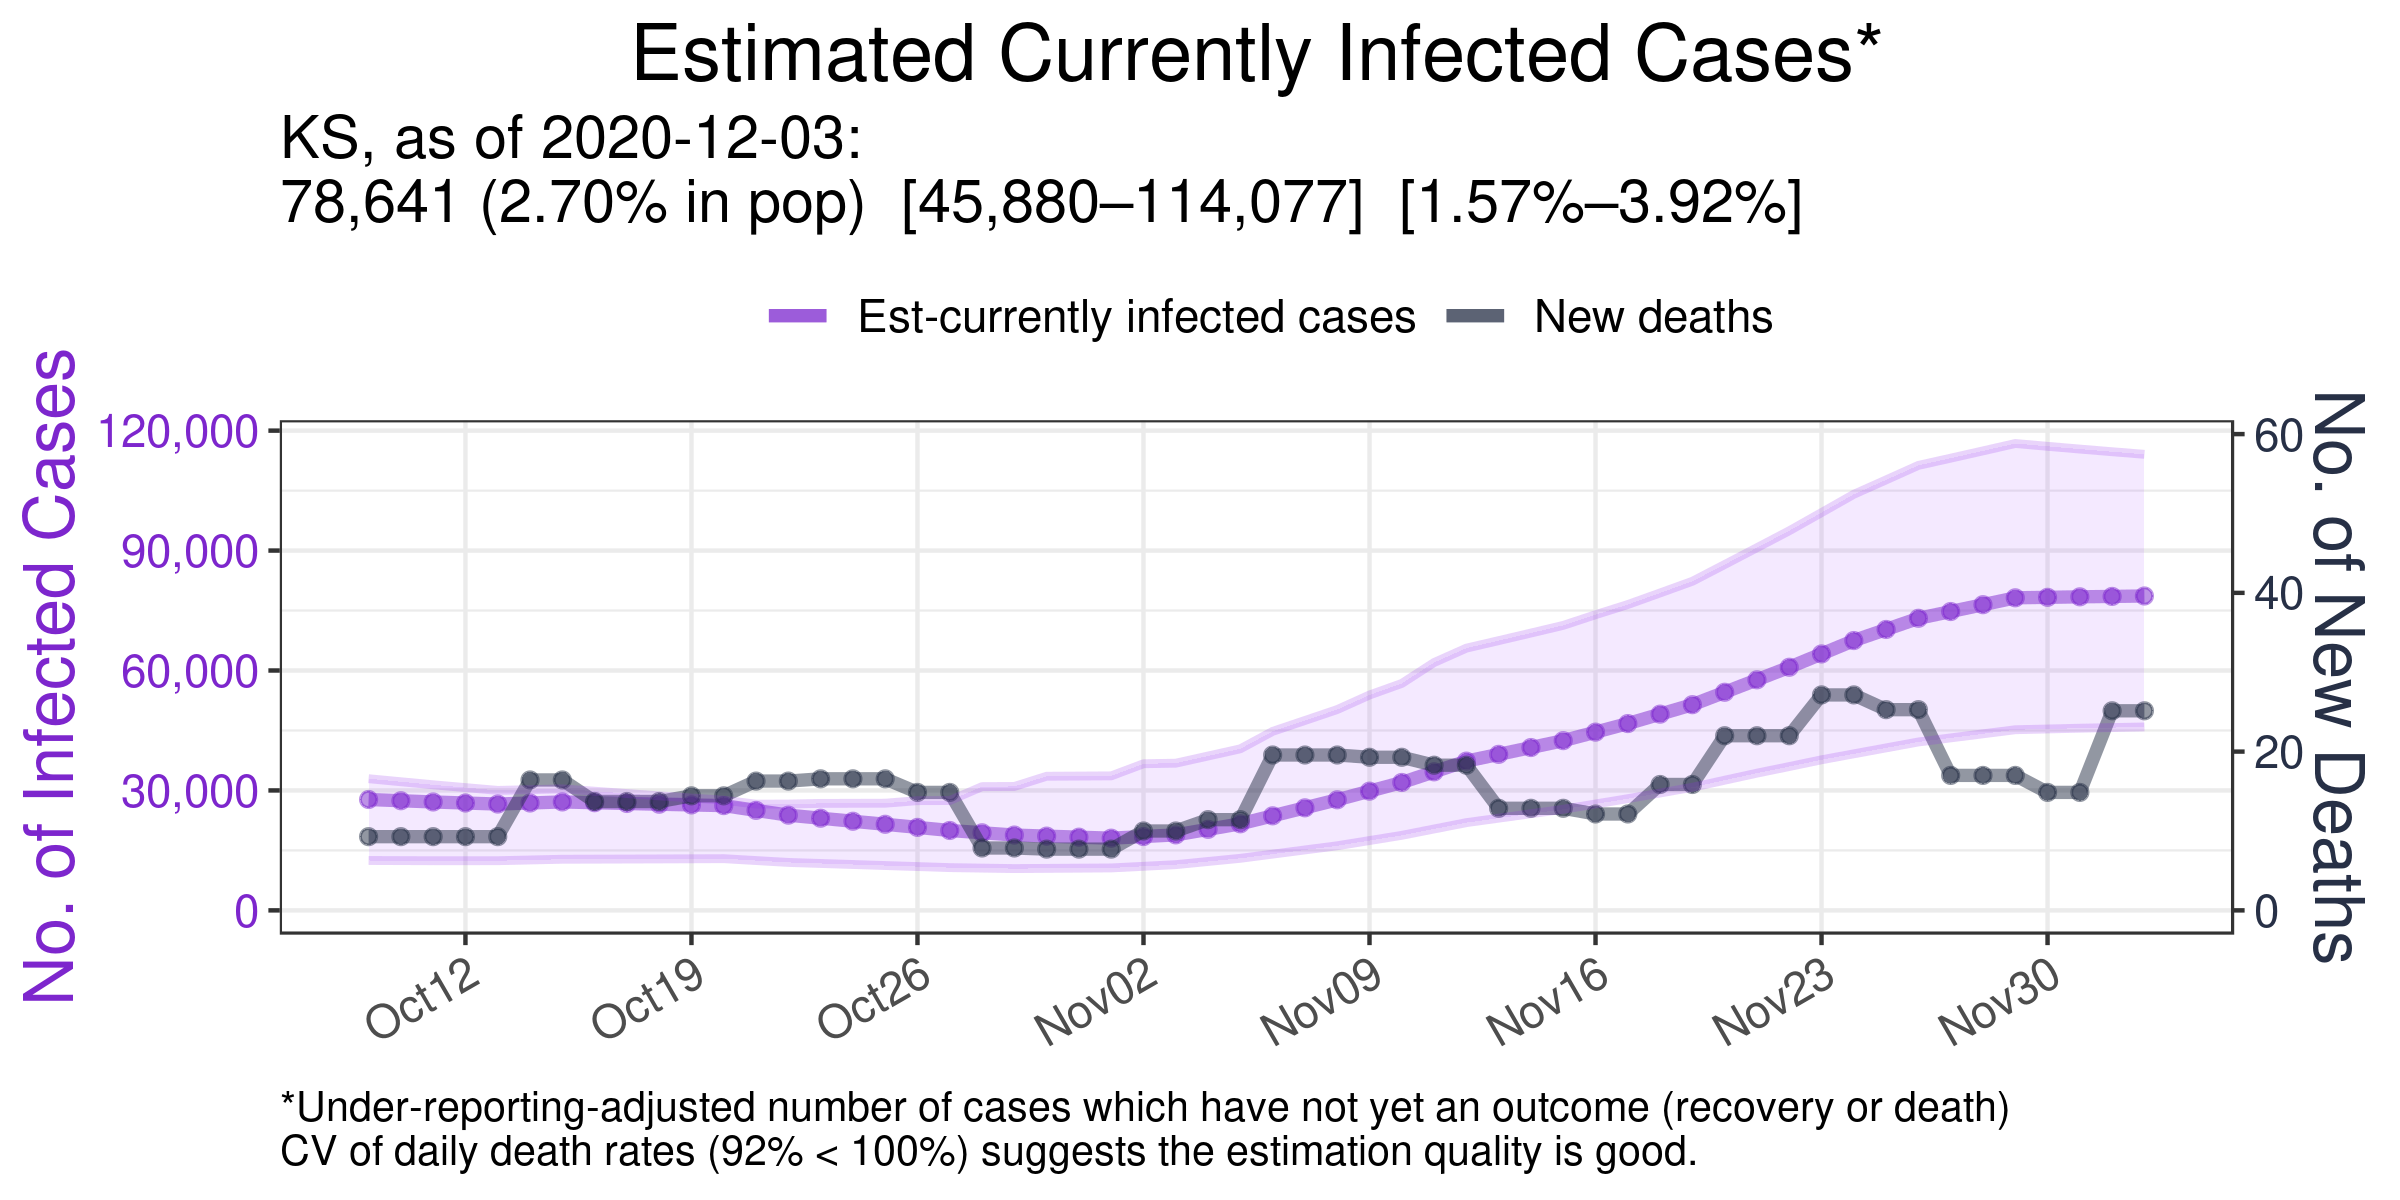 Estimated Currently Infected Cases*
KS, as of 2020-12-03:
78,641 (2.70% in pop)  [45,880–114,077]  [1.57%–3.92%]
Est-currently infected cases
New deaths
No. of Infected Cases
120,000
90,000
60,000
30,000
0
60
40
20
0
No. of New Deaths
Oct12
Oct19
Oct26
Nov02
Nov09
Nov16
Nov23
Nov30
*Under-reporting-adjusted number of cases which have not yet an outcome (recovery or death)
CV of daily death rates (92% < 100%) suggests the estimation quality is good.